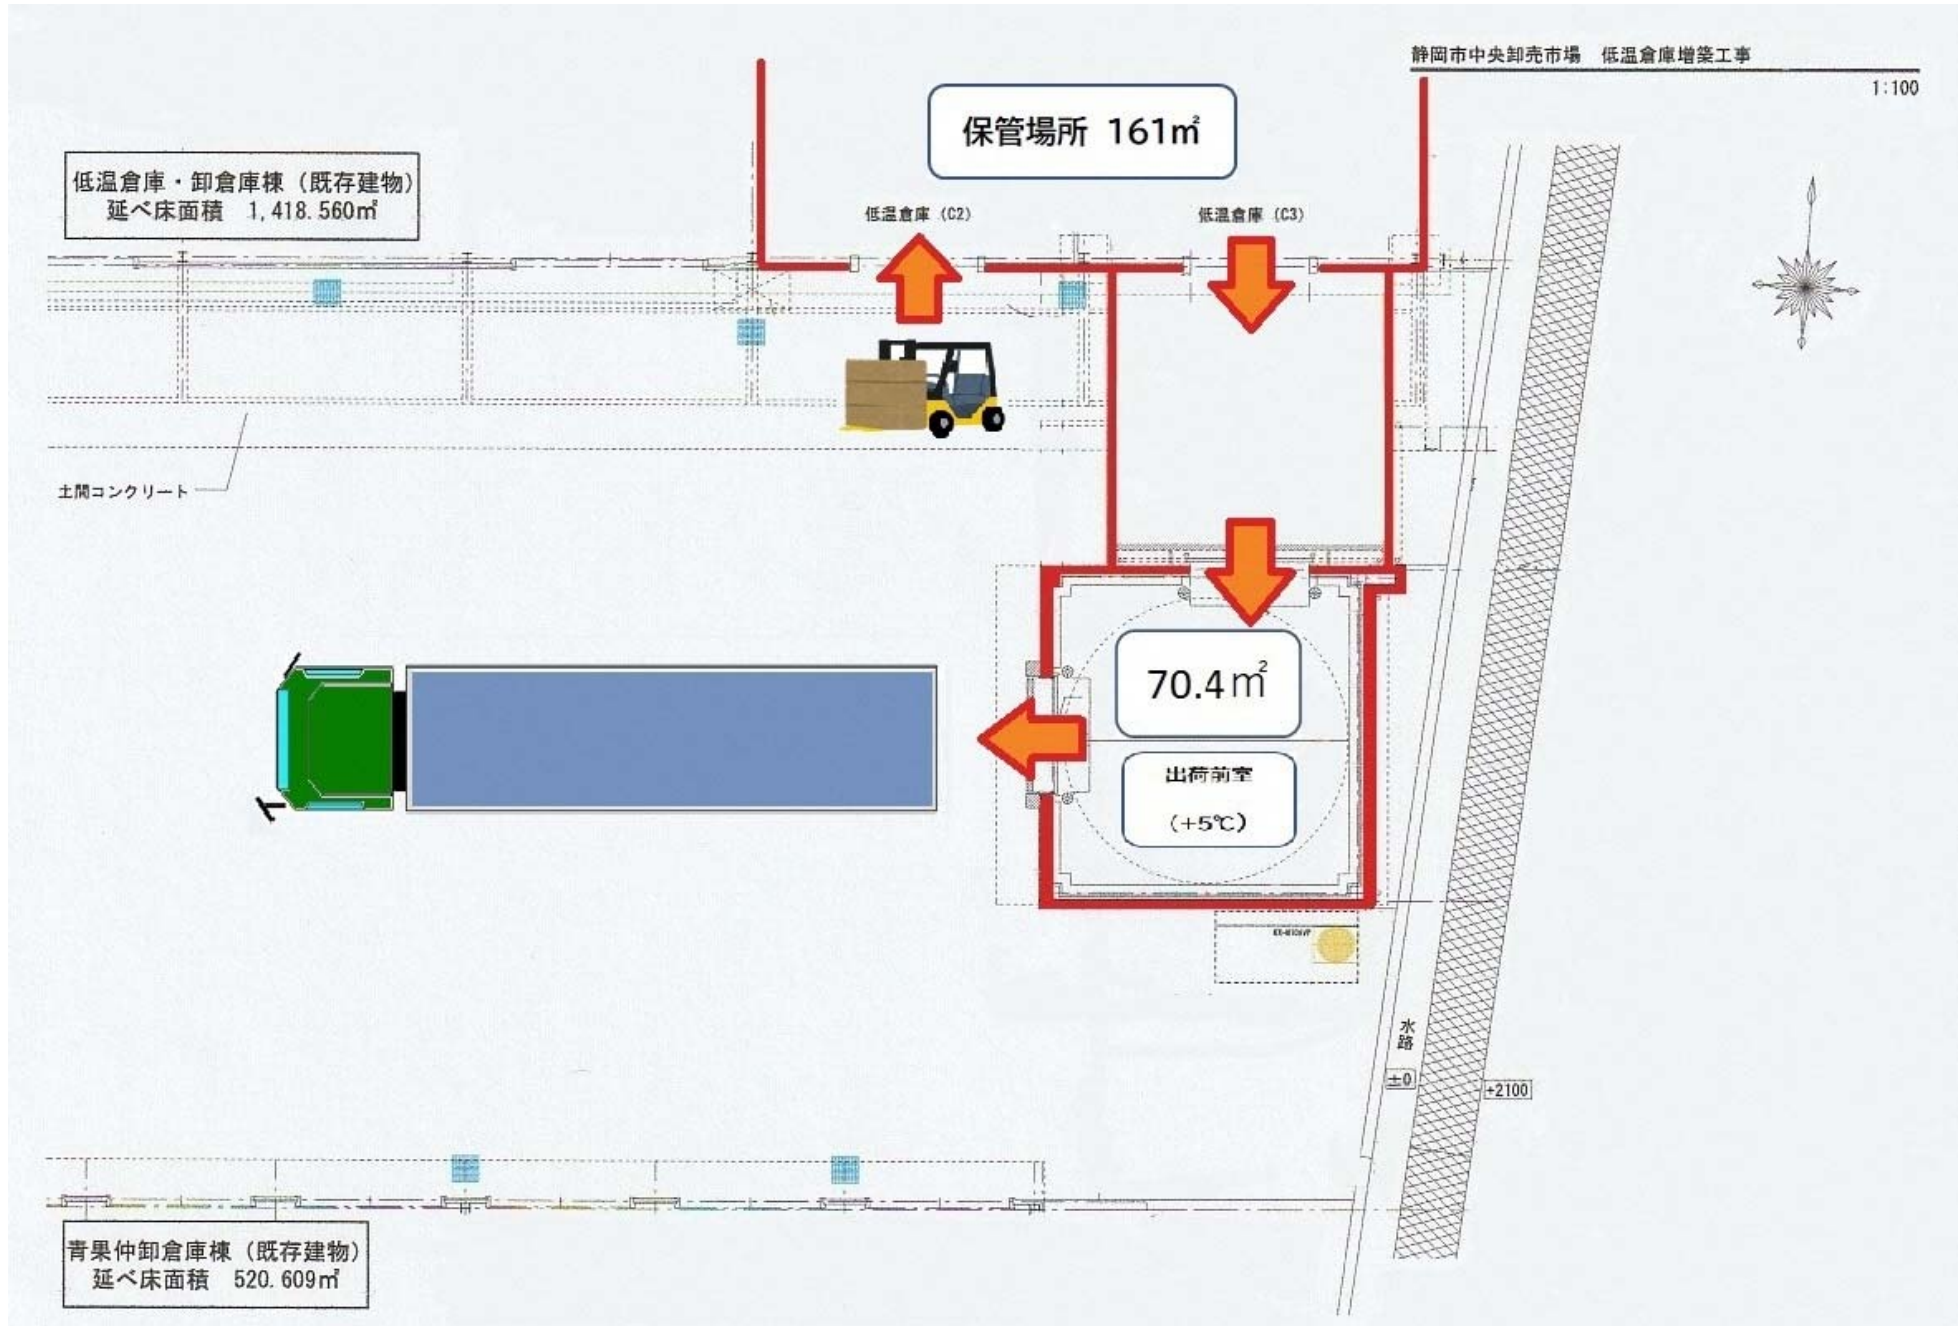 静岡市中央卸売市場　低温倉庫増築工事
1:100
保管場所 161㎡
低温倉庫・卸倉庫棟（既存建物）
延べ床面積　1,418.560㎡
低温倉庫（C2）
低温倉庫（C3）
土間コンクリート
70.4㎡
出荷前室
（+5℃）
水路
±0
+2100
青果仲卸倉庫棟（既存建物）
延べ床面積　520.609㎡